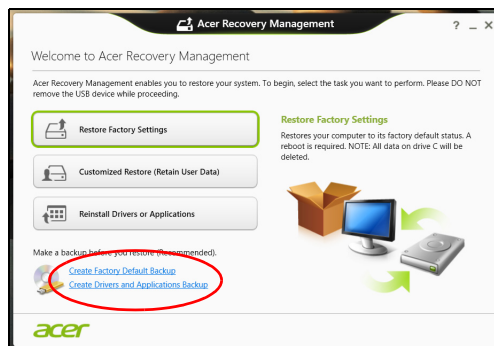 Acer Recovery Management
? _ X
Welcome to Acer Recovery Management
Acer Recovery Management enables you to restore your system. To begin, select the task you want to perform. Please DO NOT
remove the USB device while proceeding.
Restore Factory Settings
Customized Restore (Retain User Data)
Reinstall Drivers or Applications
Restore Factory Settings
Restores your computer to its factory default status. A
reboot is required. NOTE: All data on drive C will be
deleted.
Make a backup before you restore (Recommended).
Create Factory Default Backup
Create Drivers and Applications Backup
acer